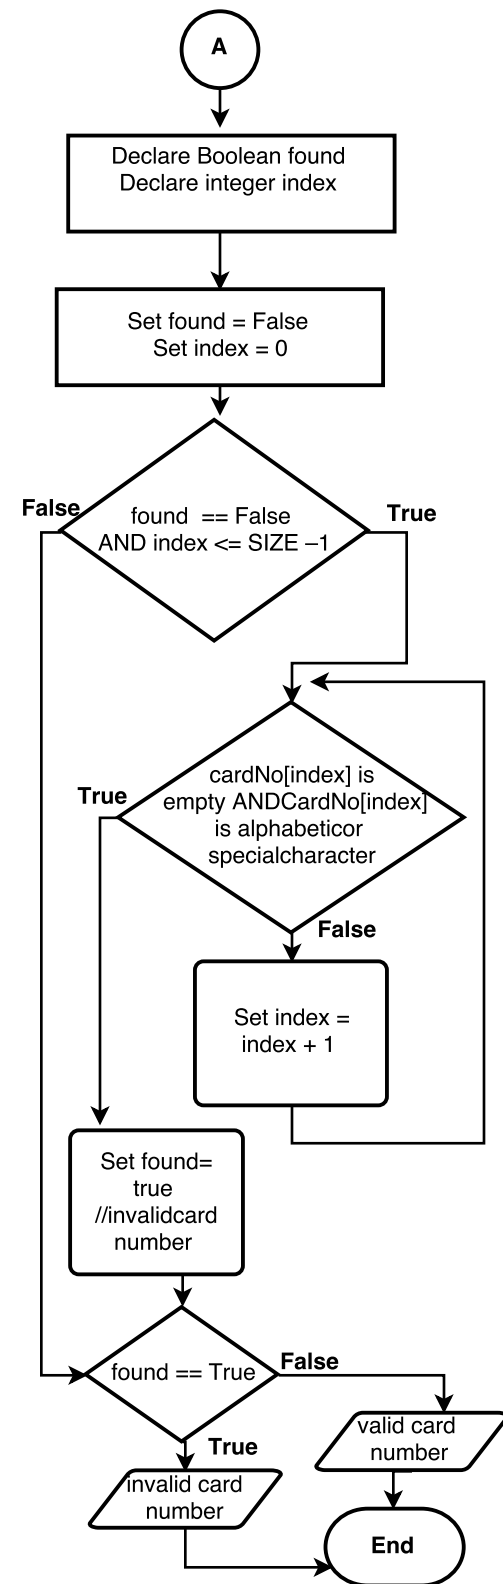 A
Declare Boolean found
Declare integer index
Set found = False
Set index = 0
False
True
found == False
AND index <= SIZE –1
True
cardNo[index] is
empty ANDCardNo[index]
is alphabeticor
specialcharacter
False
Set index =
index + 1
Set found=
true
//invalidcard
number
found == True
False
valid card
number
True
invalid card
number
End